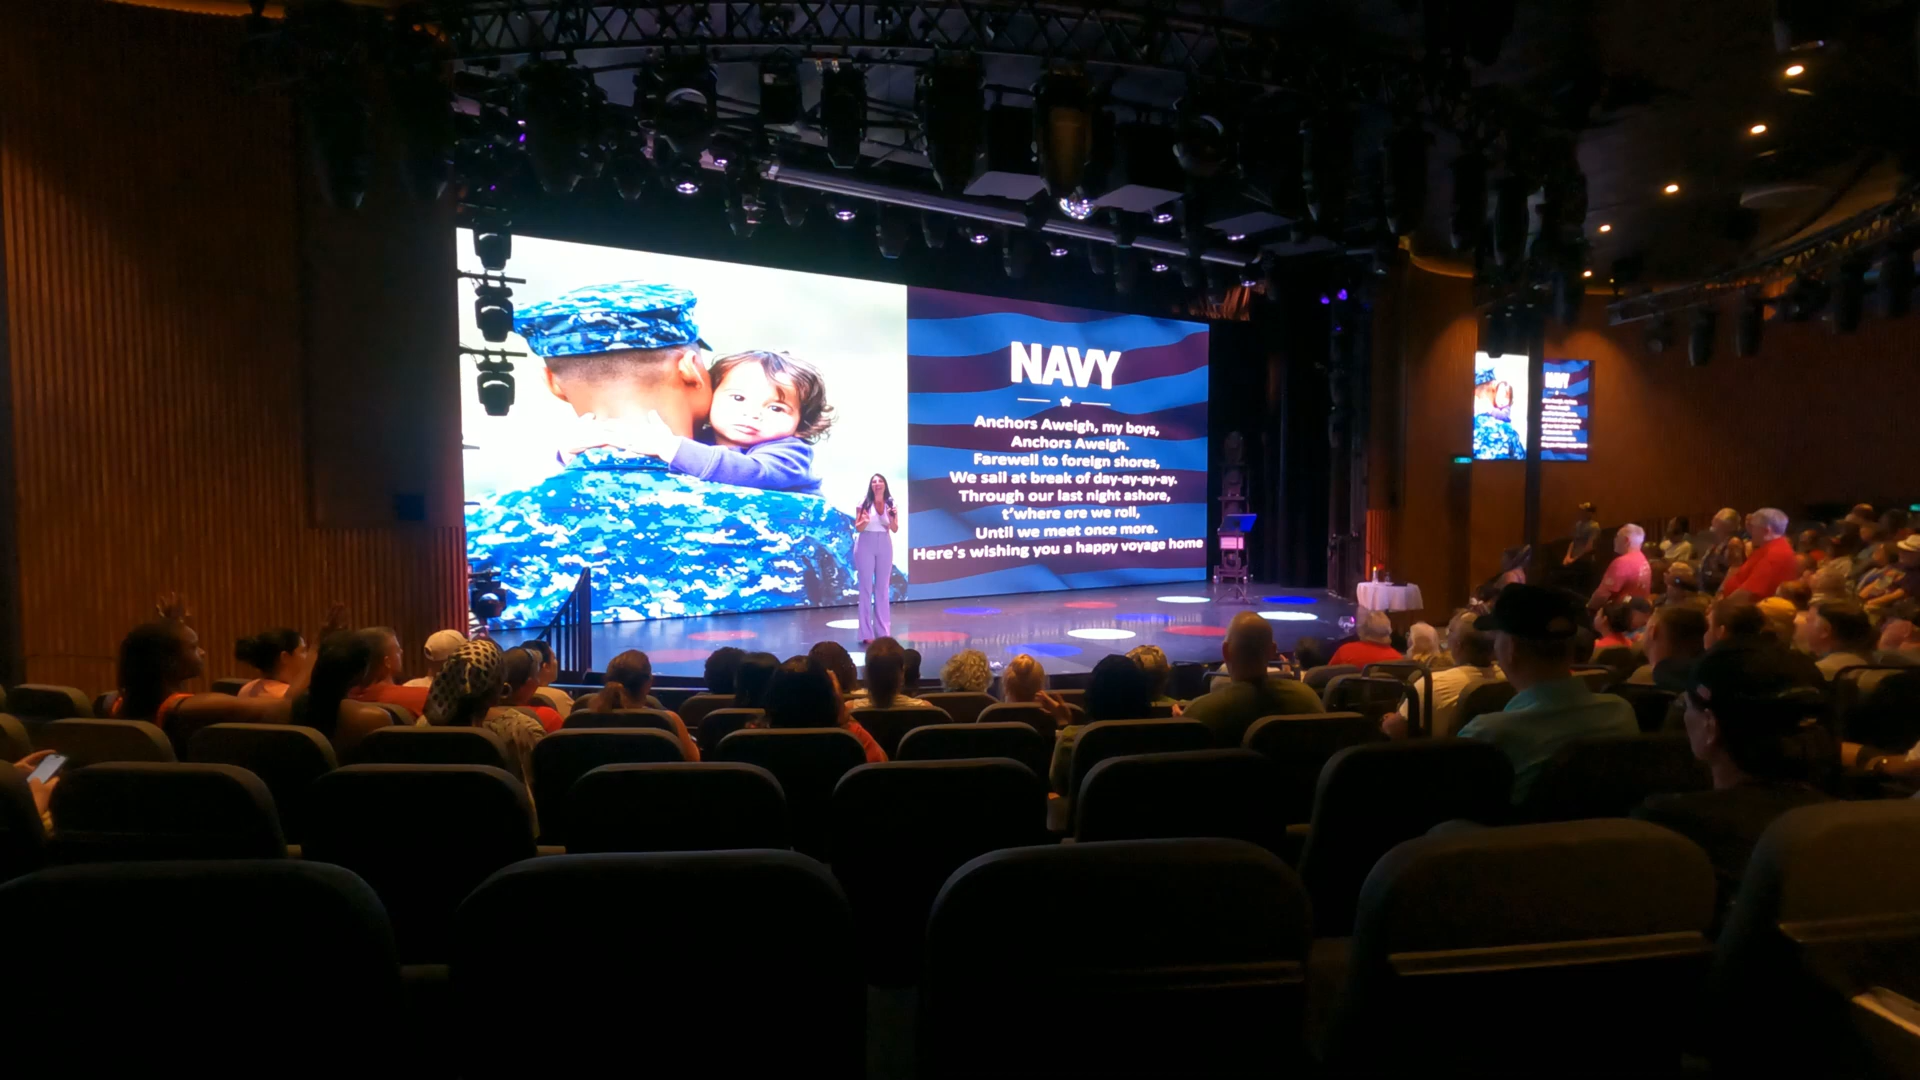 NAVY
Anchors Aweigh, my boys,
Anchors Aweigh.
Farewell to foreign shores,
We sail at break of day-ay-ay-ay.
Through our last night ashore,
t'where ere we roll,
Until we meet once more.
Here's wishing you a happy voyage home
NAVY